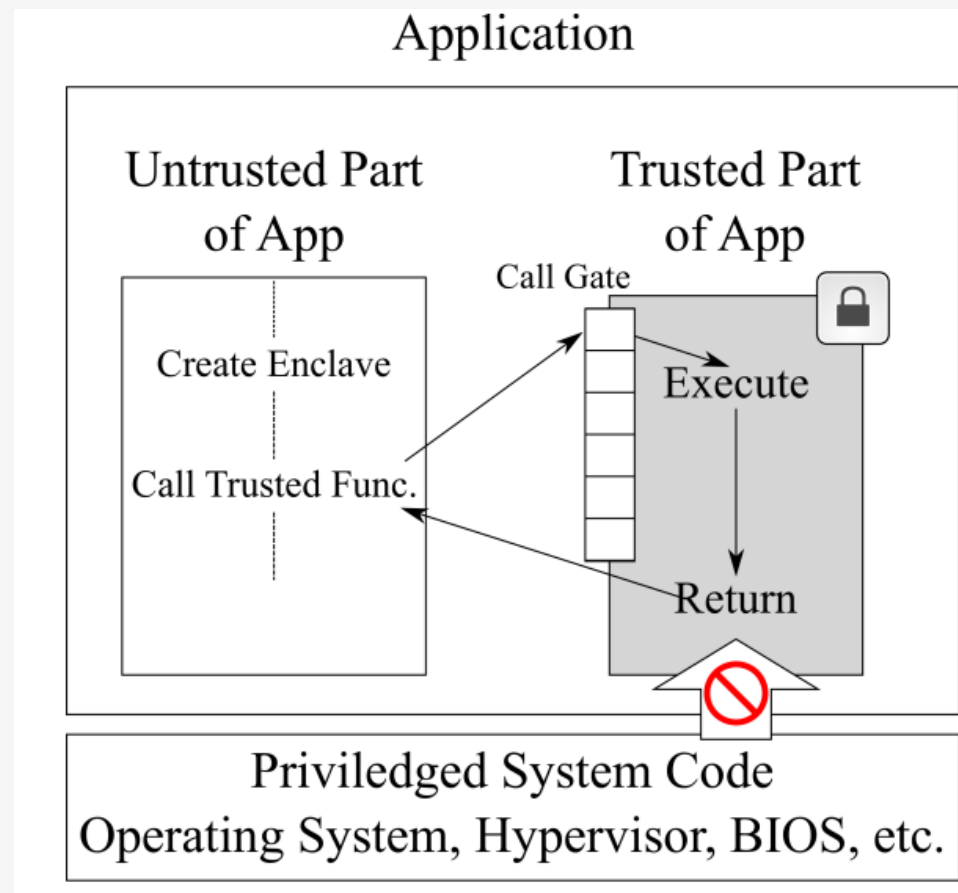 Application
Untrusted Part
of App
Trusted Part
of App
Call Gate
Create Enclave
Execute
Call Trusted Func.
Return
Priviledged System Code
Operating System, Hypervisor, BIOS, etc.